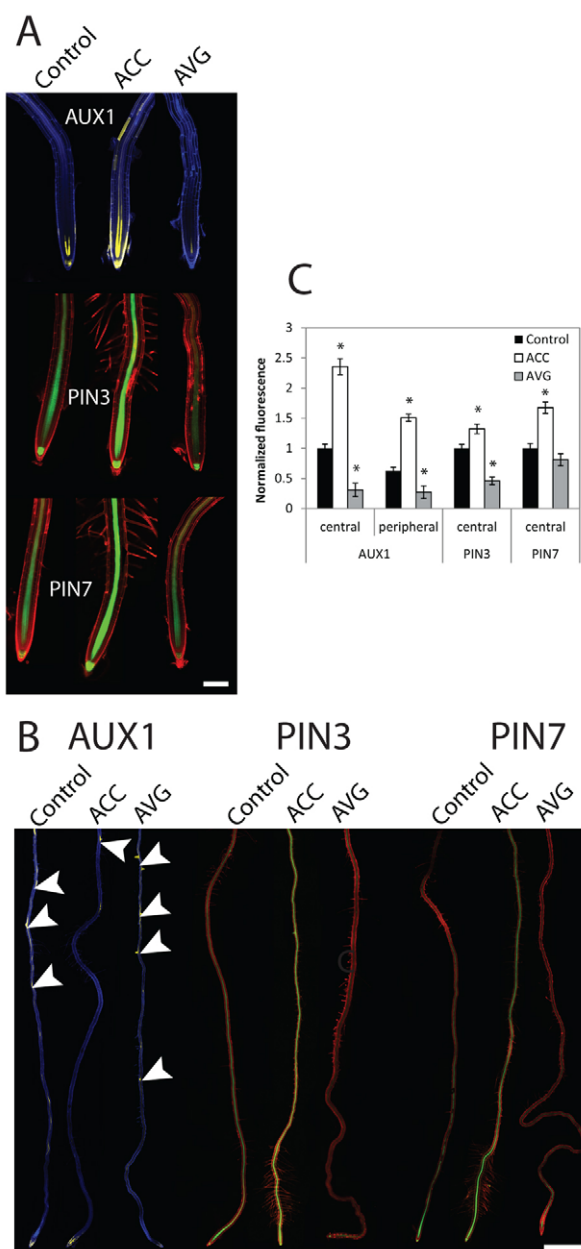 A
Control ACC AVG
AUX1
PIN3
PIN7
C
Normalized fluorescence
3
2.5
2
1.5
1
0.5
0
Control
ACC
AVG
* * * * * * *
central peripheral central central
AUX1 PIN3 PIN7
B AUX1 PIN3 PIN7
Control ACC AVG Control ACC AVG Control ACC AVG